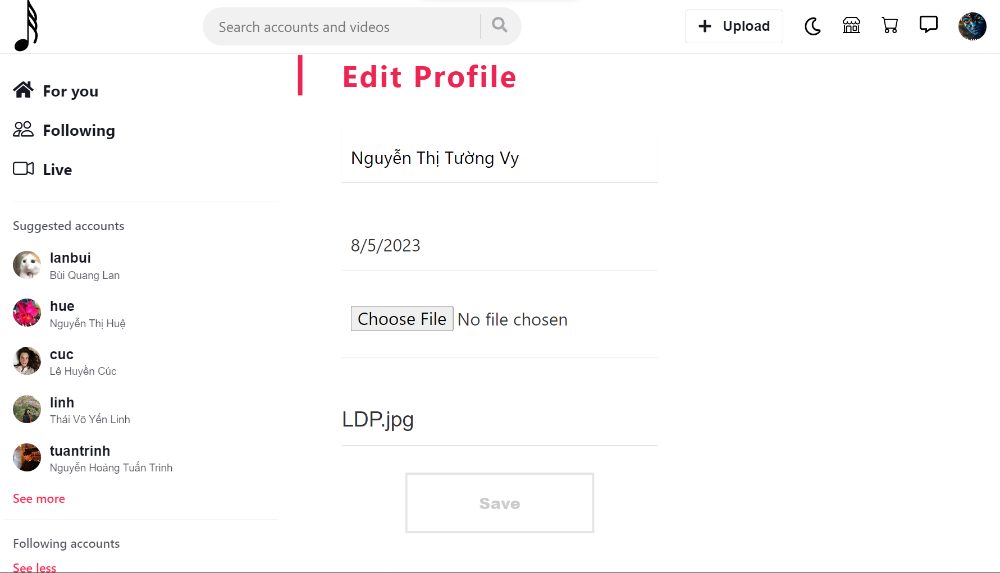 Search accounts and videos
Upload
For you
Following
Live
Suggested accounts
lanbui
Bùi Quang Lan
hue
Nguyễn Thị Huệ
cuc
Lê Huyền Cúc
linh
Thái Võ Yến Linh
tuantrinh
Nguyễn Hoàng Tuấn Trinh
See more
Following accounts
See less
Edit Profile
Nguyễn Thị Tường Vy
8/5/2023
Choose File No file chosen
LDP.jpg
Save